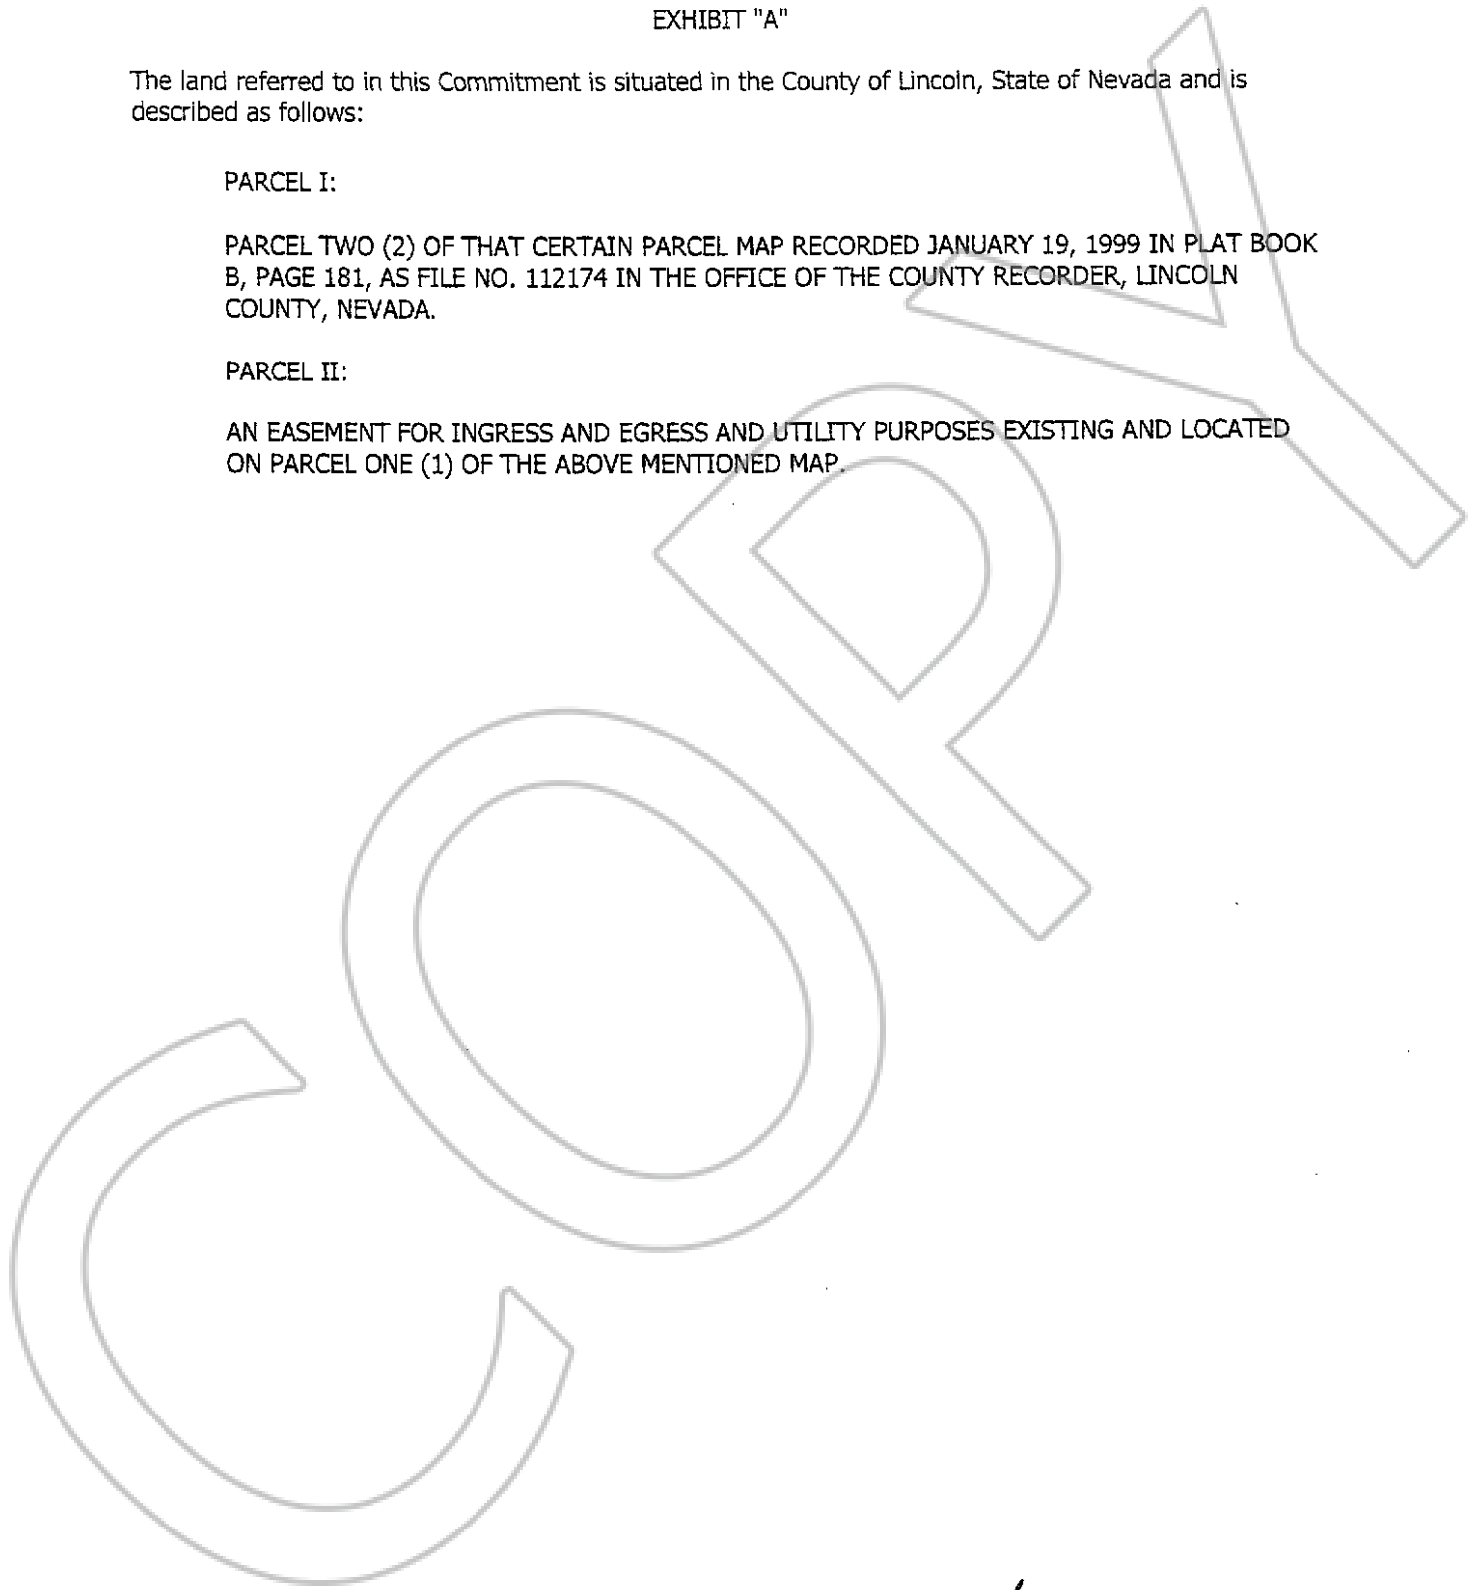 EXHIBIT "A"
The land referred to in this Commitment is situated in the County of Lincoln, State of Nevada and is
described as follows:
PARCEL I:
PARCEL TWO (2) OF THAT CERTAIN PARCEL MAP RECORDED JANUARY 19, 1999 IN PLAT BOOK
B, PAGE 181, AS FILE NO. 112174 IN THE OFFICE OF THE COUNTY RECORDER, LINCOLN
COUNTY, NEVADA.
PARCEL II:
AN EASEMENT FOR INGRESS AND EGRESS AND UTILITY PURPOSES EXISTING AND LOCATED
ON PARCEL ONE (1) OF THE ABOVE MENTIONED MAP.
COPY